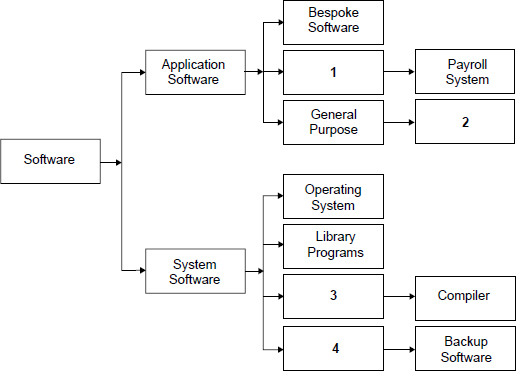 Bespoke
Software
Application
Software
1
Payroll
System
General
Purpose
2
Software
Operating
System
Library
Programs
System
Software
3
Compiler
4
Backup
Software